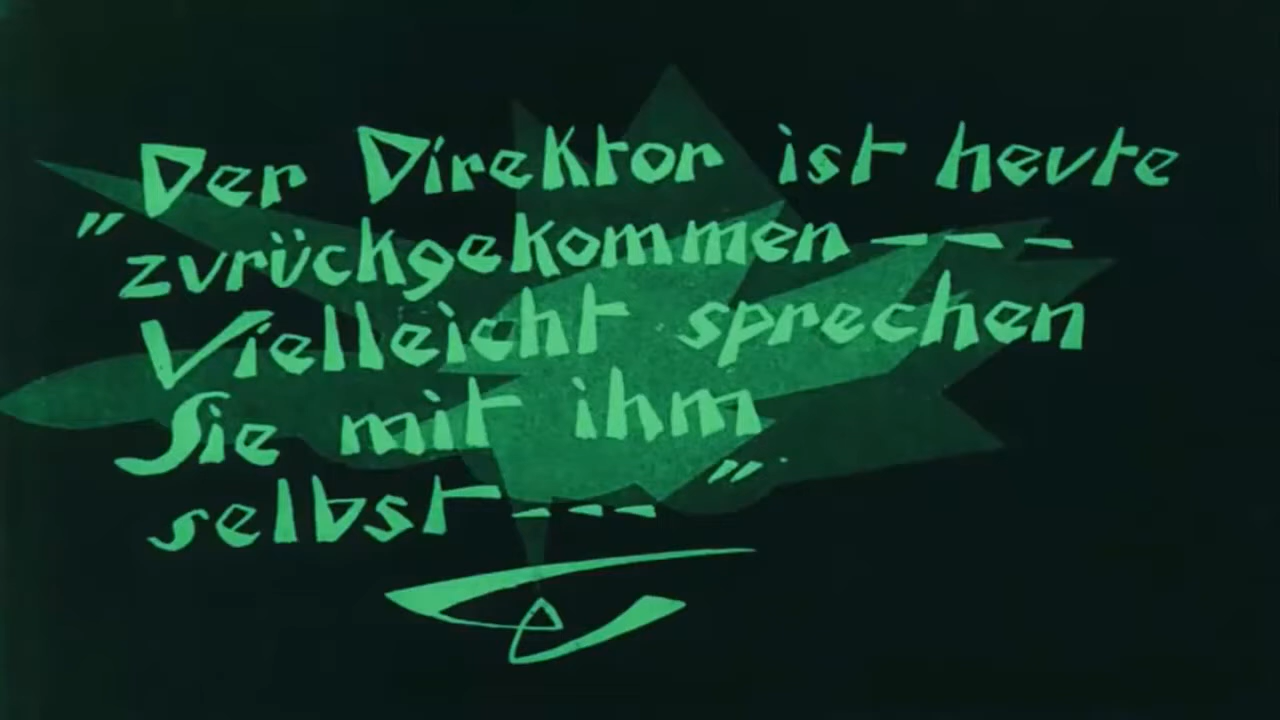 "Der Direktor ist heute
zurückgekommen ---
Vielleicht sprechen
Sie mit ihm
selbst ---"